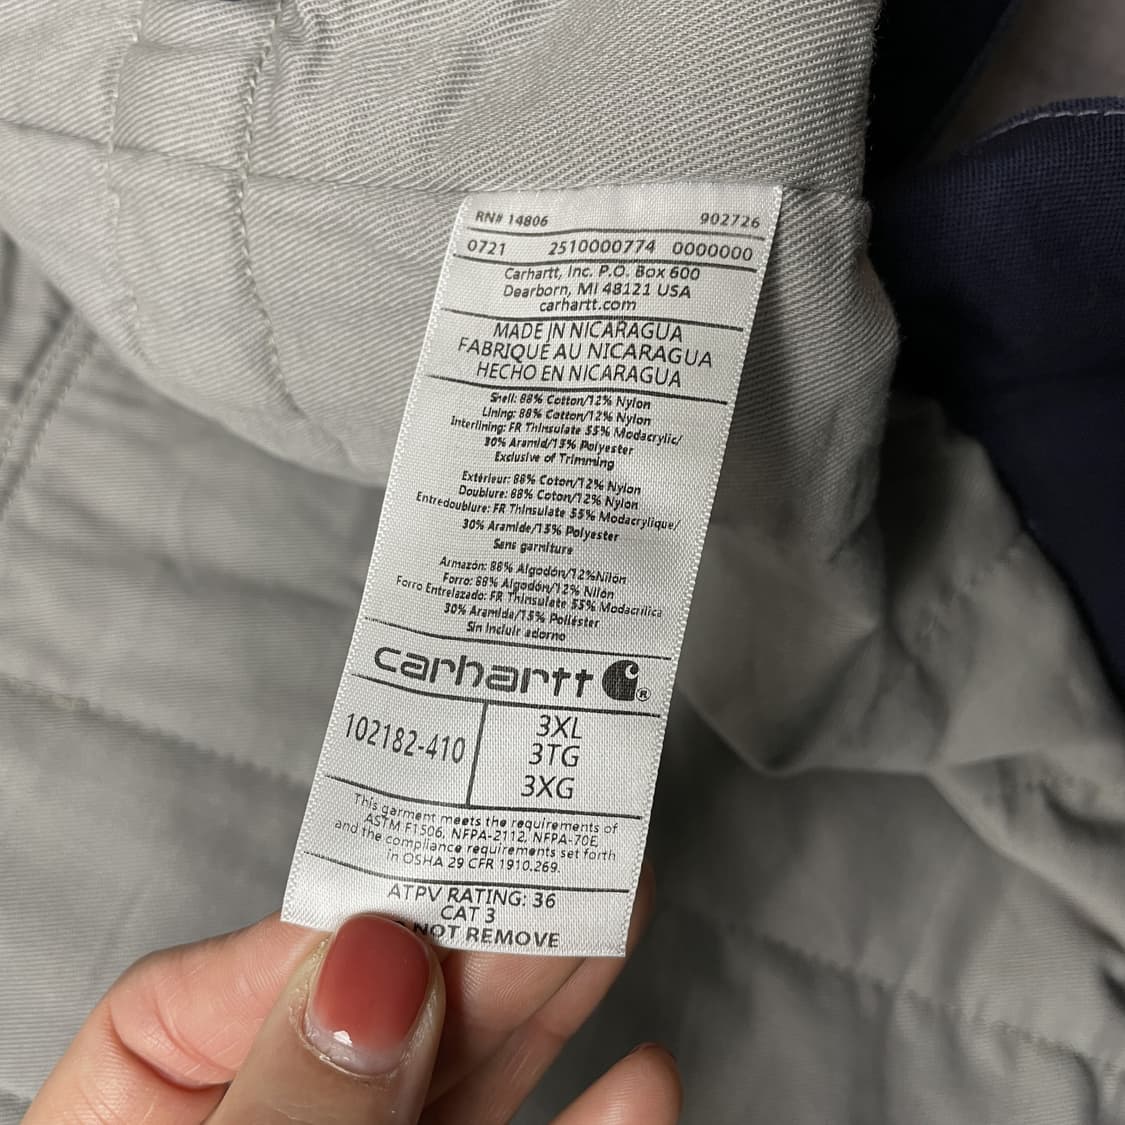 RN# 14806 902726
0721 2510000774 0000000
Carhartt, Inc. P.O. Box 600
Dearborn, MI 48121 USA
carhartt.com
MADE IN NICARAGUA
FABRIQUÉ AU NICARAGUA
HECHO EN NICARAGUA
Shell: 88% Cotton/12% Nylon
Lining: 88% Cotton/12% Nylon
Interlining: FR Thinsulate 55% Modacrylic/
30% Aramid/15% Polyester
Exclusive of Trimming
Extérieur: 88% Coton/12% Nylon
Doublure: 88% Coton/12% Nylon
Entredoublure: FR Thinsulate 55% Modacrylique/
30% Aramide/15% Polyester
Sans garniture
Armazón: 88% Algodón/12%Nilón
Forro: 88% Algodón/12% Nilón
Forro Entrelazado: FR Thinsulate 55% Modacrílica
30% Aramida/15% Poliéster
Sin Incluir adorno
carhartt ®
102182-410
3XL
3TG
3XG
This garment meets the requirements of
ASTM F1506, NFPA-2112, NFPA-70E
and the compliance requirements set forth
in OSHA 29 CFR 1910.269.
ATPV RATING: 36
CAT 3
NOT REMOVE